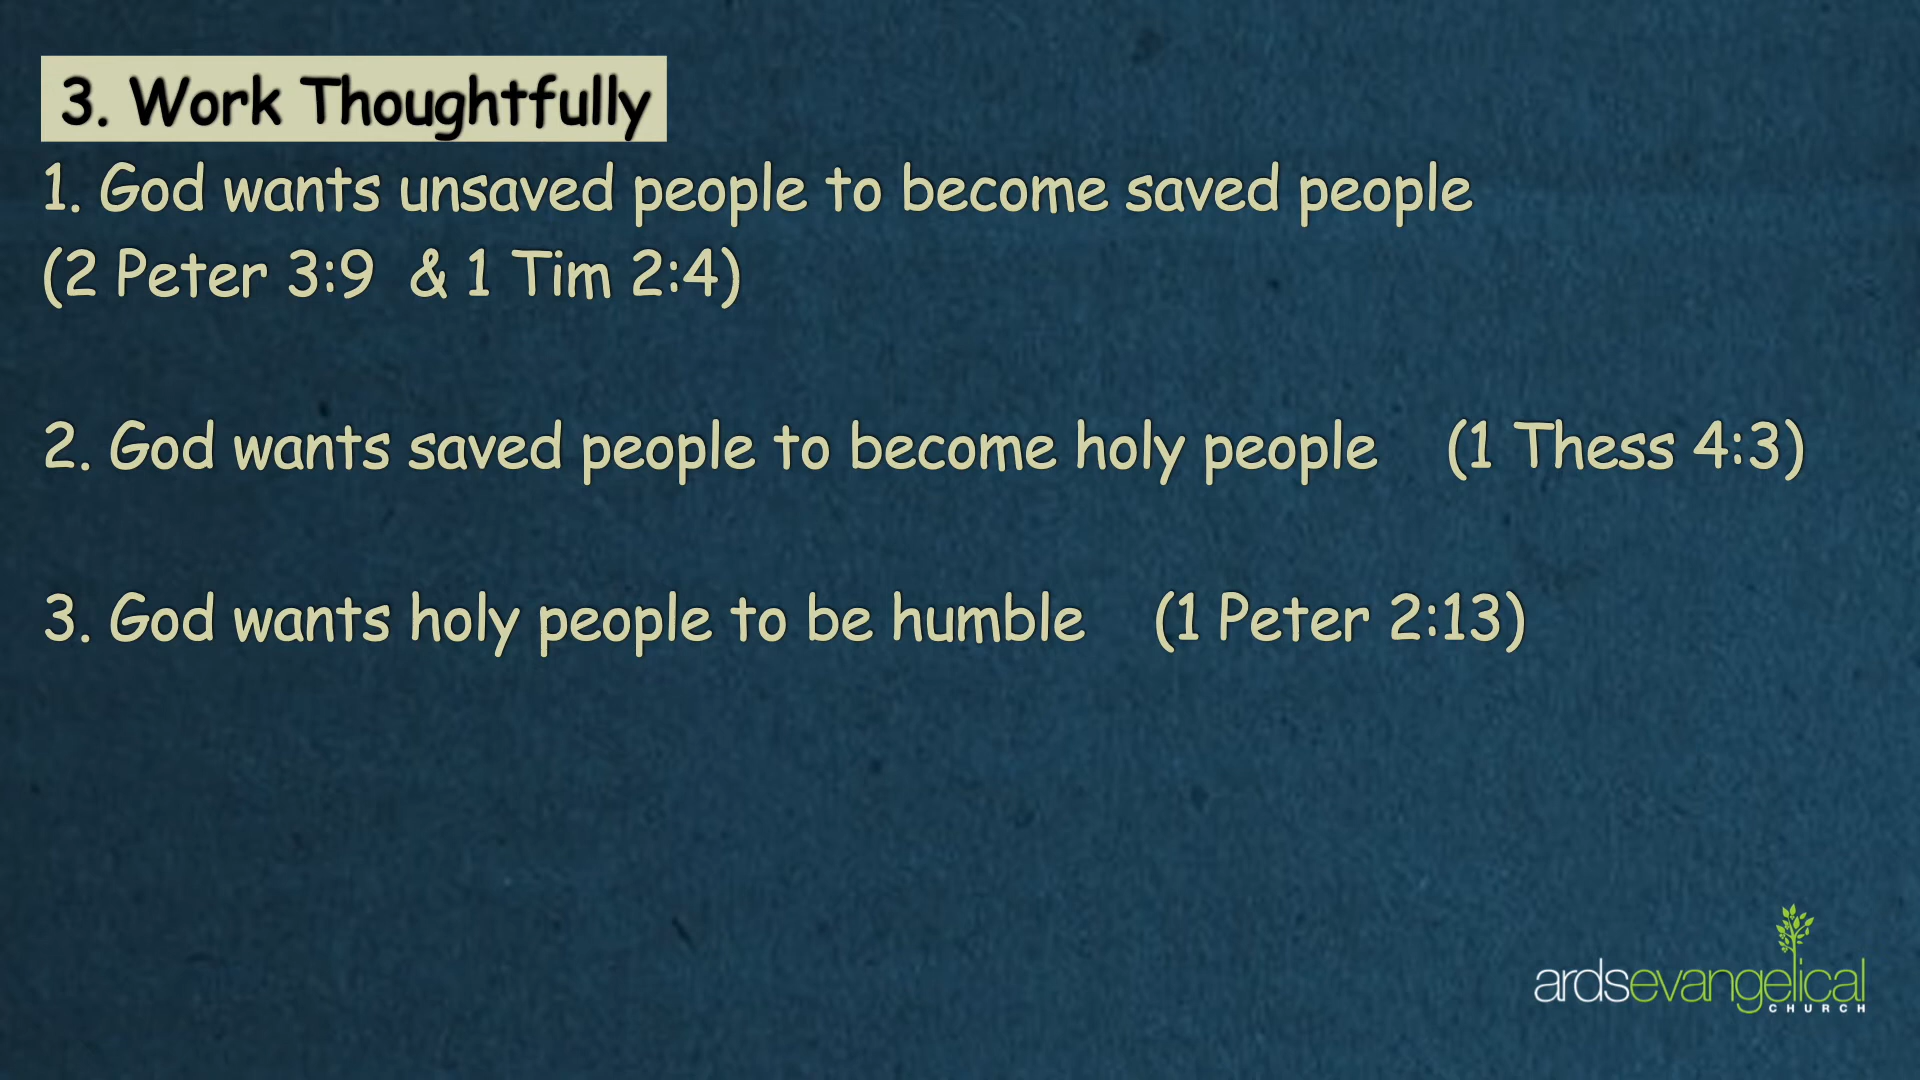 3. Work Thoughtfully
1. God wants unsaved people to become saved people
(2 Peter 3:9 & 1 Tim 2:4)
2. God wants saved people to become holy people (1 Thess 4:3)
3. God wants holy people to be humble (1 Peter 2:13)
ardsevangelical
CHURCH